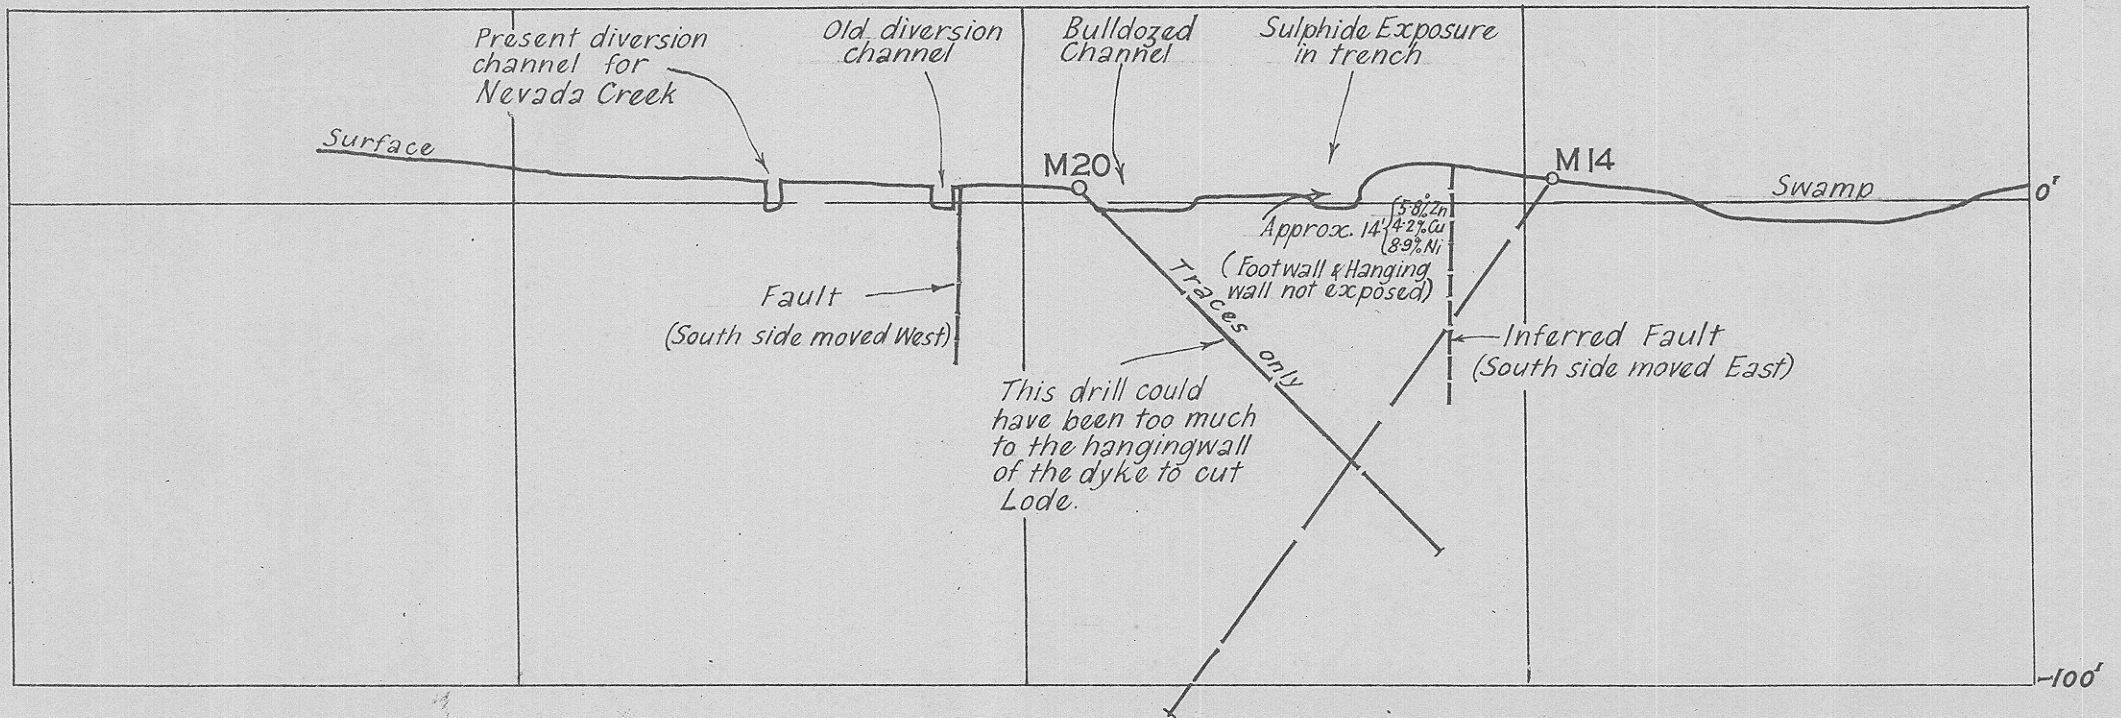 Present diversion
channel for
Nevada Creek
Old diversion
channel
Bulldozed
Channel
Sulphide Exposure
in trench
Surface
M20
M14
Swamp
0'
Approx. 14'
5.8% Zn
4.2% Cu
8.9% Ni
(Footwall & Hanging
wall not exposed)
Traces only
Fault
(South side moved West)
Inferred Fault
(South side moved East)
This drill could
have been too much
to the hangingwall
of the dyke to cut
Lode.
-100'